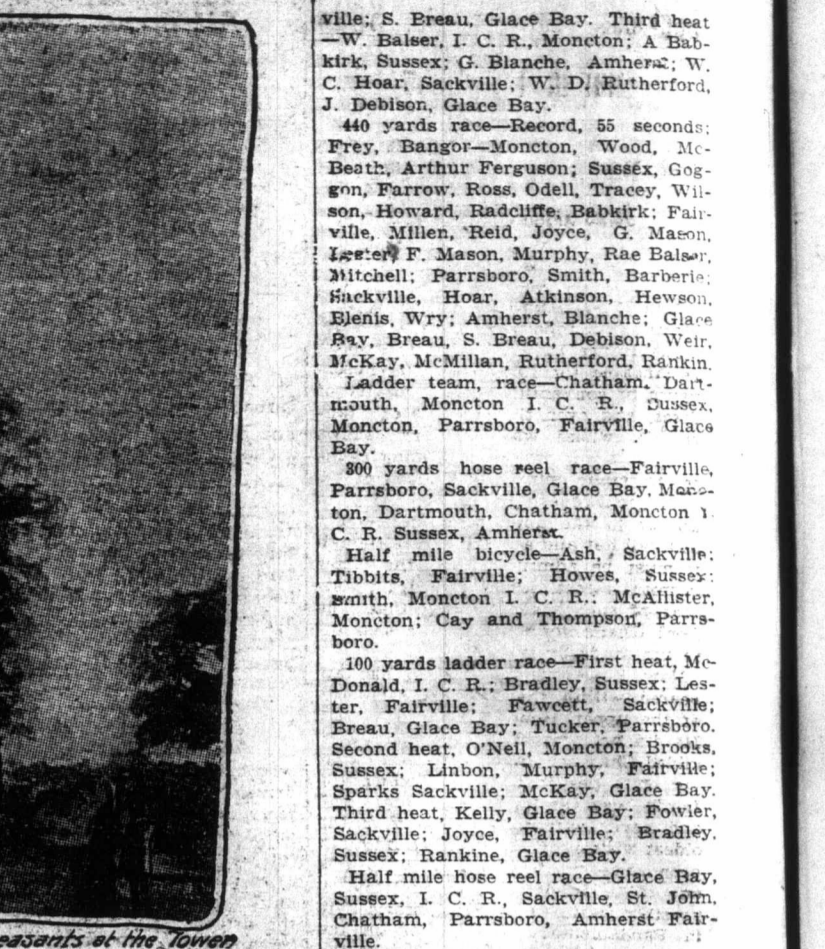 ville; S. Breau, Glace Bay. Third heat
—W. Balser, I. C. R., Moncton; A Bab-
kirk, Sussex; G. Blanche, Amherst; W.
C. Hoar, Sackville; W. D. Rutherford,
J. Debison, Glace Bay.
440 yards race—Record, 55 seconds;
Frey, Bangor—Moncton, Wood, Mc-
Beath, Arthur Ferguson; Sussex, Gog-
gon, Farrow, Ross, Odell, Tracey, Wil-
son, Howard, Radcliffe, Babkirk; Fair-
ville, Millen, Reid, Joyce, G. Mason,
Lester, F. Mason, Murphy, Rae Balser,
Mitchell; Parrsboro, Smith, Barberie;
Sackville, Hoar, Atkinson, Hewson,
Blenis, Wry; Amherst, Blanche; Glace
Bay, Breau, S. Breau, Debison, Weir,
McKay, McMillan, Rutherford, Rankin.
Ladder team, race—Chatham, Dart-
mouth, Moncton I. C. R., Sussex,
Moncton, Parrsboro, Fairville, Glace
Bay.
300 yards hose reel race—Fairville,
Parrsboro, Sackville, Glace Bay, Monc-
ton, Dartmouth, Chatham, Moncton I.
C. R. Sussex, Amherst.
Half mile bicycle—Ash, Sackville;
Tibbits, Fairville; Howes, Sussex;
Smith, Moncton I. C. R.; McAllister,
Moncton; Cay and Thompson, Parrs-
boro.
100 yards ladder race—First heat, Mc-
Donald, I. C. R.; Bradley, Sussex; Les-
ter, Fairville; Fawcett, Sackville;
Breau, Glace Bay; Tucker, Parrsboro.
Second heat, O'Neil, Moncton; Brooks,
Sussex; Linbon, Murphy, Fairville;
Sparks Sackville; McKay, Glace Bay.
Third heat, Kelly, Glace Bay; Fowler,
Sackville; Joyce, Fairville; Bradley,
Sussex; Rankine, Glace Bay.
Half mile hose reel race—Glace Bay,
Sussex, I. C. R., Sackville, St. John,
Chatham, Parrsboro, Amherst Fair-
ville.
easants at the Tower